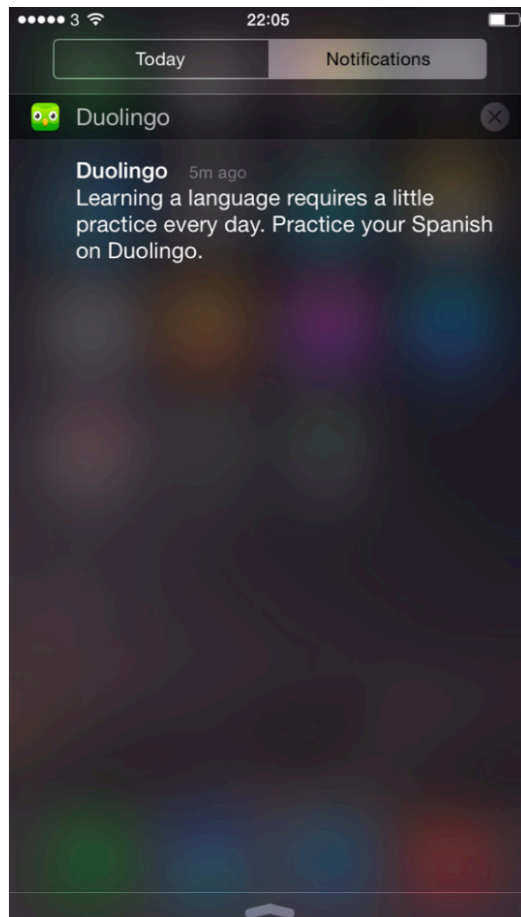 3 22:05
Today Notifications
Duolingo
Duolingo 5m ago
Learning a language requires a little
practice every day. Practice your Spanish
on Duolingo.